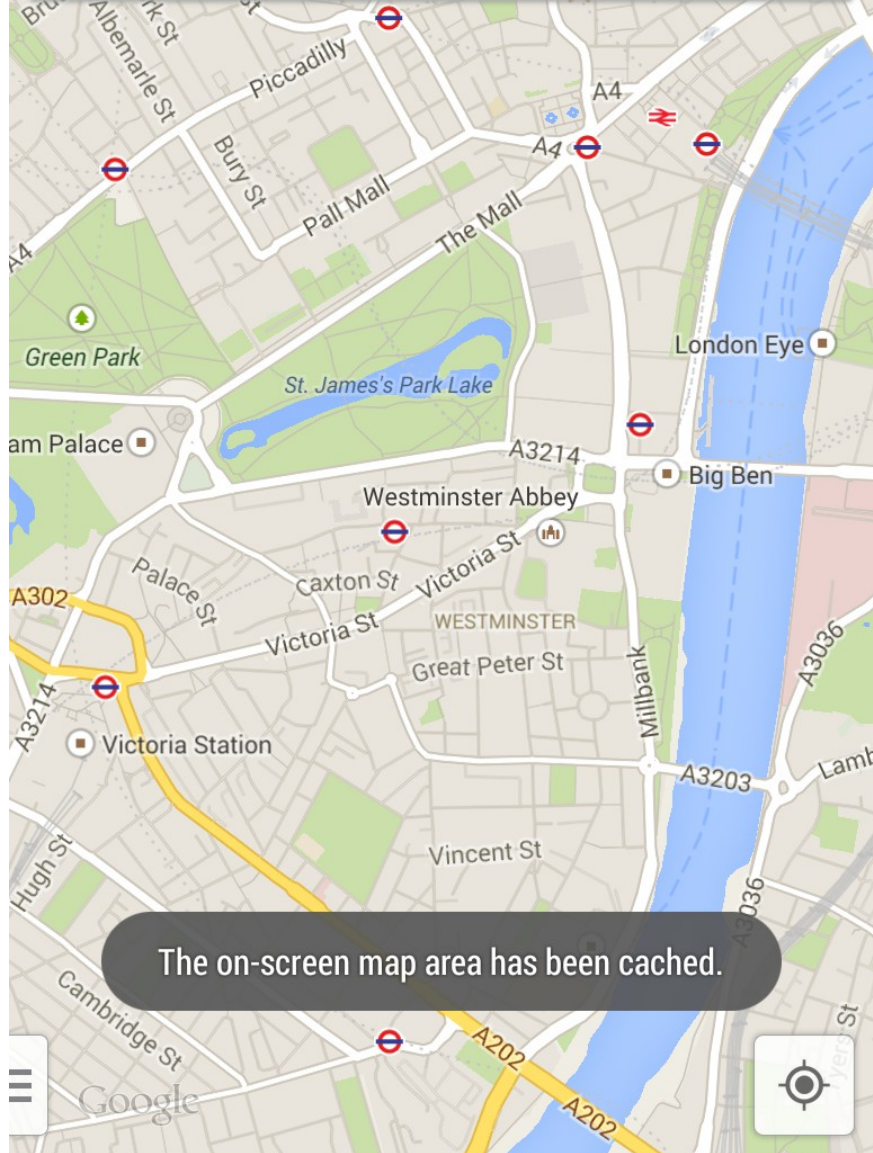 Albemarle St
Piccadilly
A4
Bury St
A4
Pall Mall
The Mall
A4
Green Park
St. James's Park Lake
London Eye
am Palace
A3214
Big Ben
Westminster Abbey
Victoria St
Palace St
Caxton St
A302
WESTMINSTER
Victoria St
Great Peter St
A3036
Millbank
A3214
Victoria Station
A3203
Lamb
Vincent St
Hugh St
A3036
The on-screen map area has been cached.
Cambridge St
yers St
A202
Google
A202